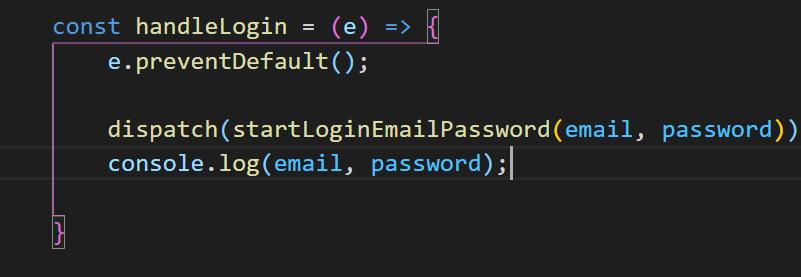 const handleLogin = (e) => {
e.preventDefault();
dispatch(startLoginEmailPassword(email, password))
console.log(email, password);
}